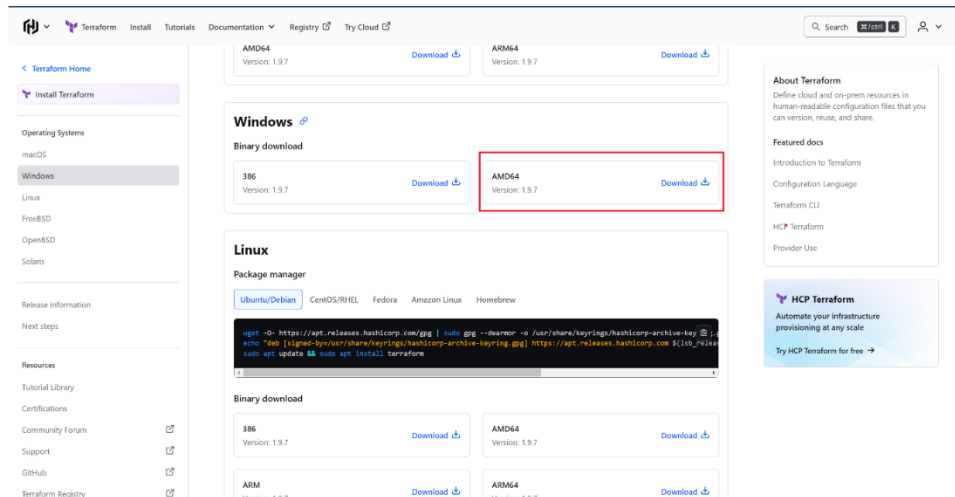 Terraform Install Tutorials Documentation Registry Try Cloud Search ⌘/ctrl K
Terraform Home
Install Terraform
Operating Systems
macOS
Windows
Linux
FreeBSD
OpenBSD
Solaris
Release information
Next steps
Resources
Tutorial Library
Certifications
Community Forum
Support
GitHub
Terraform Registry
AMD64
Version: 1.9.7
Download
ARM64
Version: 1.9.7
Download
Windows
Binary download
386
Version: 1.9.7
Download
AMD64
Version: 1.9.7
Download
Linux
Package manager
Ubuntu/Debian CentOS/RHEL Fedora Amazon Linux Homebrew
wget -O- https://apt.releases.hashicorp.com/gpg | sudo gpg --dearmor -o /usr/share/keyrings/hashicorp-archive-key
echo "deb [signed-by=/usr/share/keyrings/hashicorp-archive-keyring.gpg] https://apt.releases.hashicorp.com $(lsb_relea
sudo apt update && sudo apt install terraform
Binary download
386
Version: 1.9.7
Download
AMD64
Version: 1.9.7
Download
ARM
Download
ARM64
Download
About Terraform
Define cloud and on-prem resources in
human-readable configuration files that you
can version, reuse, and share.
Featured docs
Introduction to Terraform
Configuration Language
Terraform CLI
HCP Terraform
Provider Use
HCP Terraform
Automate your infrastructure
provisioning at any scale
Try HCP Terraform for free →